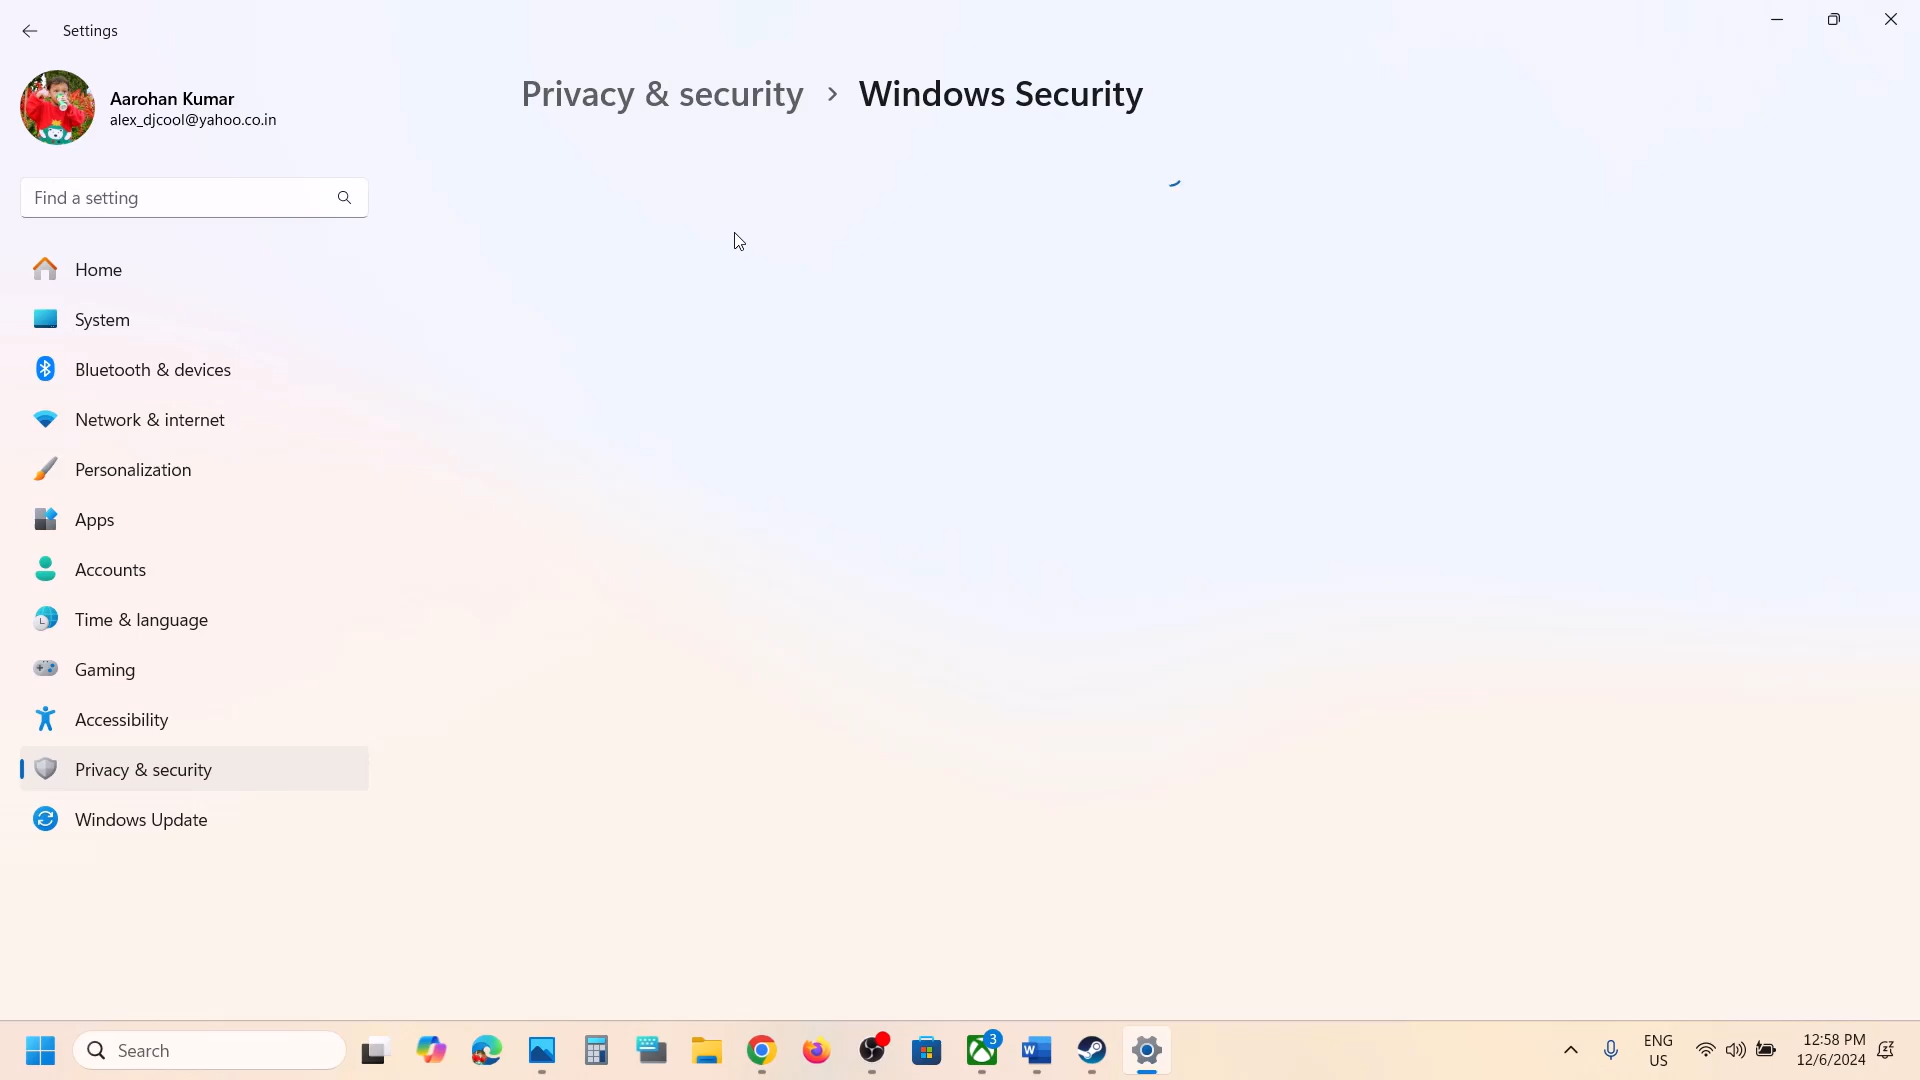 Settings
Aarohan Kumar
alex_djcool@yahoo.co.in
Privacy & security > Windows Security
Find a setting
Home
System
Bluetooth & devices
Network & internet
Personalization
Apps
Accounts
Time & language
Gaming
Accessibility
Privacy & security
Windows Update
Search
3
ENG
US
12:58 PM
12/6/2024